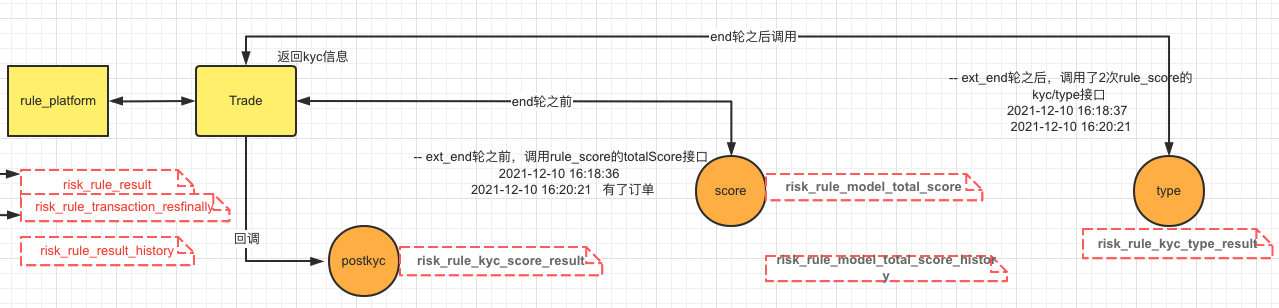 end轮之后调用
返回kyc信息
rule_platform
Trade
end轮之前
-- ext_end轮之后，调用了2次rule_score的
kyc/type接口
2021-12-10 16:18:37
2021-12-10 16:20:21
-- ext_end轮之前，调用rule_score的totalScore接口
2021-12-10 16:18:36
2021-12-10 16:20:21 有了订单
risk_rule_result
risk_rule_transaction_resfinally
score
risk_rule_model_total_score
type
回调
risk_rule_result_history
postkyc
risk_rule_kyc_score_result
risk_rule_model_total_score_histor
y
risk_rule_kyc_type_result